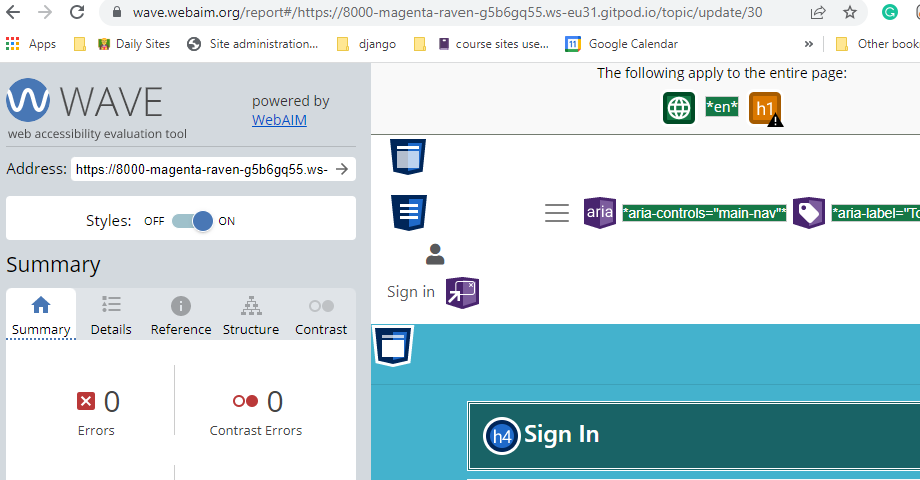 wave.webaim.org/report#/https://8000-magenta-raven-g5b6gq55.ws-eu31.gitpod.io/topic/update/30
Apps Daily Sites Site administration... django course sites use... Google Calendar » Other book
WAVE
powered by
WebAIM
web accessibility evaluation tool
Address: https://8000-magenta-raven-g5b6gq55.ws-
Styles: OFF ON
Summary
Summary Details Reference Structure Contrast
0 0
Errors Contrast Errors
The following apply to the entire page:
*en* h1
aria *aria-controls="main-nav"* *aria-label="To
Sign in
h4 Sign In